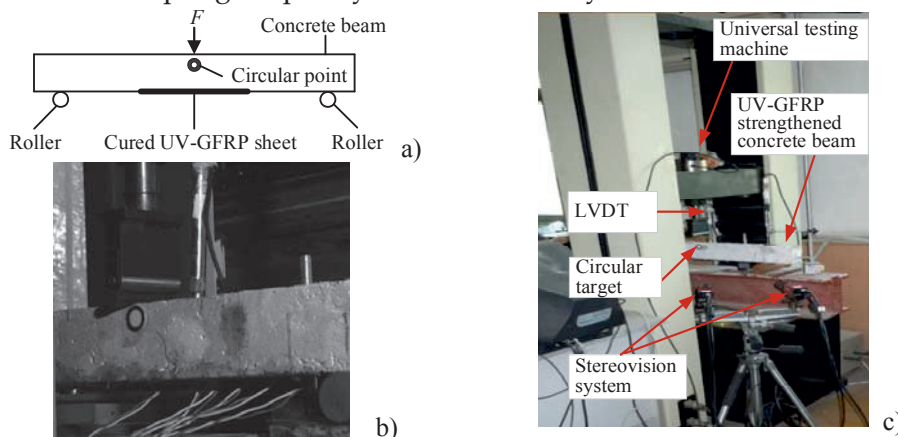 F
Concrete beam
Circular point
Roller
Cured UV-GFRP sheet
Roller
a)
b)
Universal testing
machine
UV-GFRP
strengthened
concrete beam
LVDT
Circular
target
Stereovision
system
c)